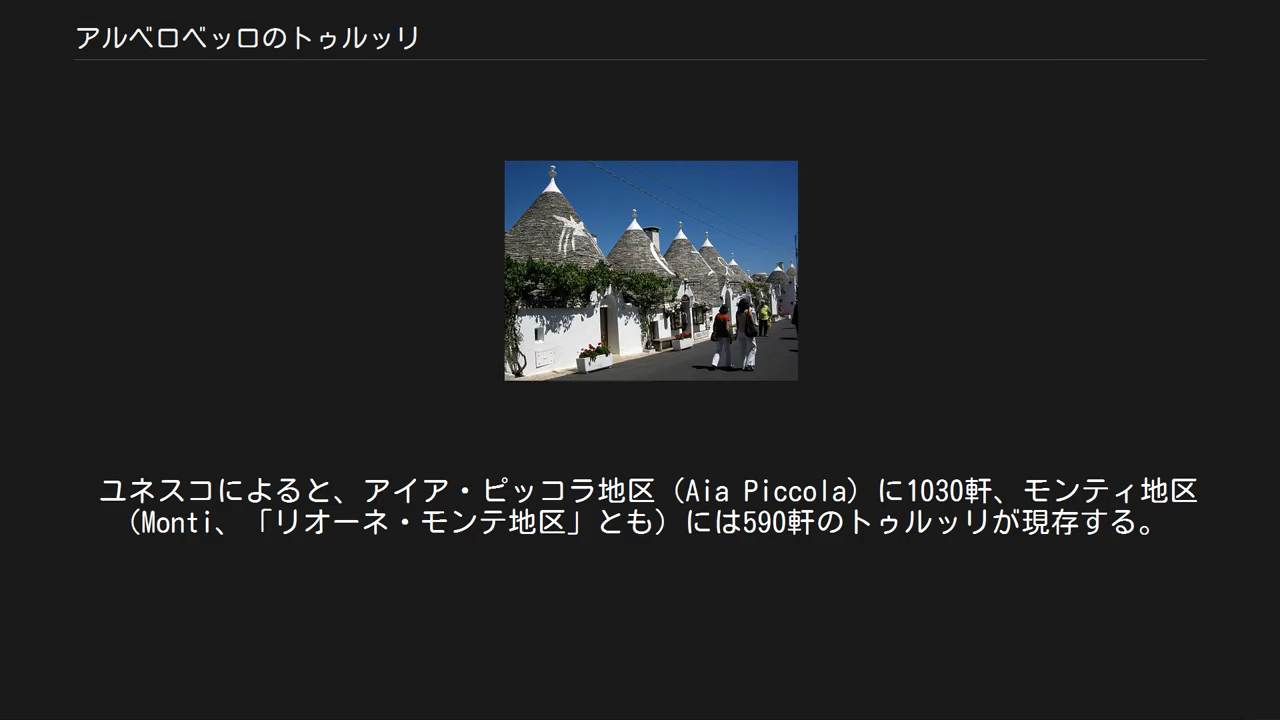 アルベロベッロのトゥルッリ
ユネスコによると、アイア・ピッコラ地区（Aia Piccola）に1030軒、モンティ地区
（Monti、「リオーネ・モンテ地区」とも）には590軒のトゥルッリが現存する。